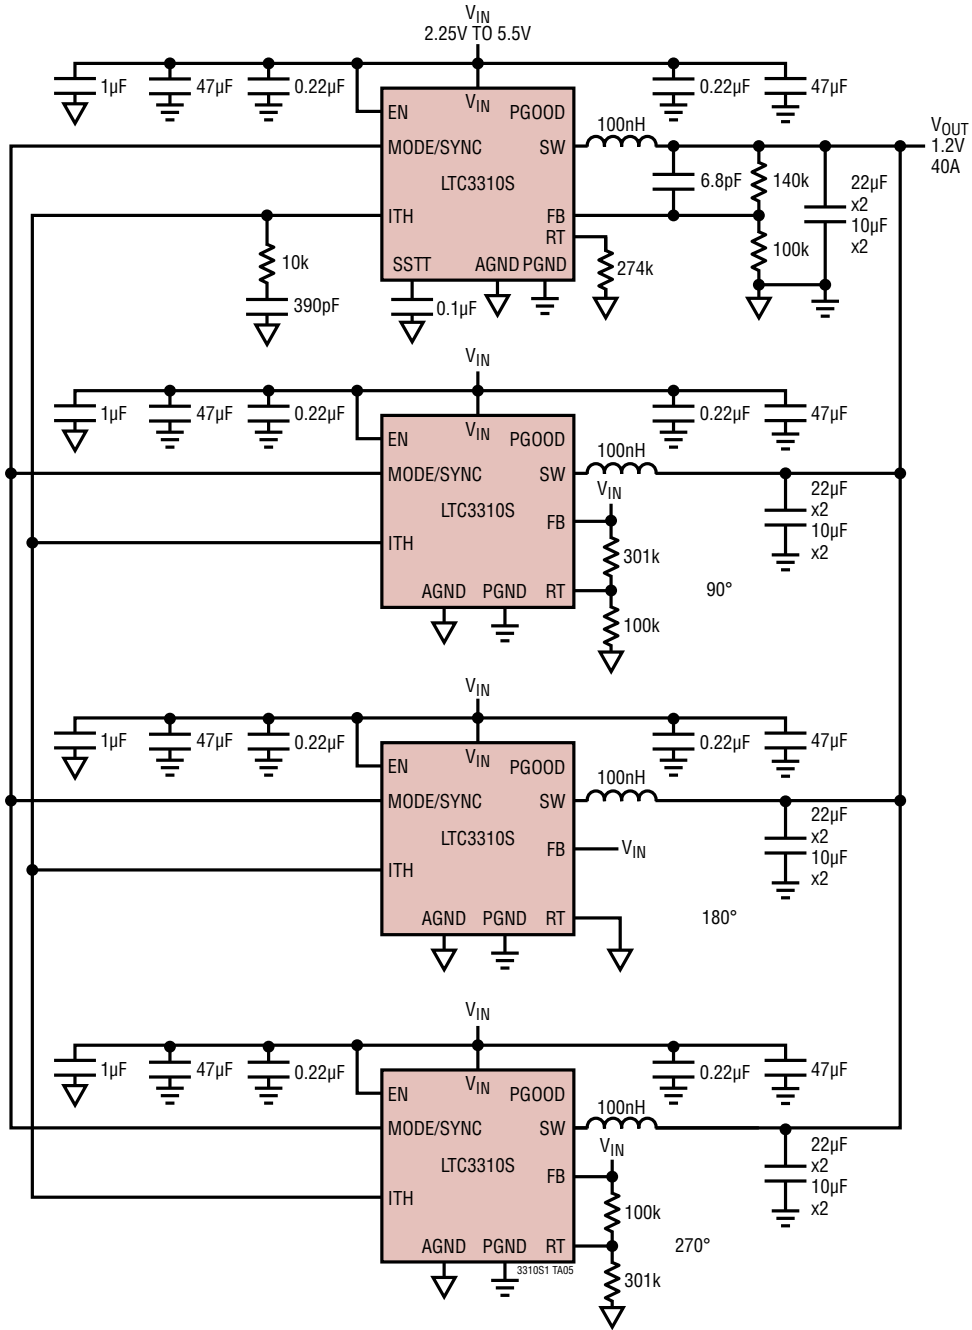 VIN
2.25V TO 5.5V
1µF
47µF
0.22µF
0.22µF
47µF
VIN
EN
PGOOD
100nH
MODE/SYNC
SW
VOUT
1.2V
40A
LTC3310S
6.8pF
140k
22µF
x2
10µF
x2
ITH
FB
RT
100k
10k
SSTT
AGND
PGND
274k
390pF
0.1µF
VIN
1µF
47µF
0.22µF
0.22µF
47µF
VIN
EN
PGOOD
100nH
MODE/SYNC
SW
VIN
22µF
x2
10µF
x2
LTC3310S
FB
ITH
301k
AGND
PGND
RT
90°
100k
VIN
1µF
47µF
0.22µF
0.22µF
47µF
VIN
EN
PGOOD
100nH
MODE/SYNC
SW
22µF
x2
10µF
x2
LTC3310S
FB
VIN
ITH
AGND
PGND
RT
180°
VIN
1µF
47µF
0.22µF
0.22µF
47µF
VIN
EN
PGOOD
100nH
MODE/SYNC
SW
VIN
22µF
x2
10µF
x2
LTC3310S
FB
ITH
100k
AGND
PGND
RT
270°
3310S1 TA05
301k